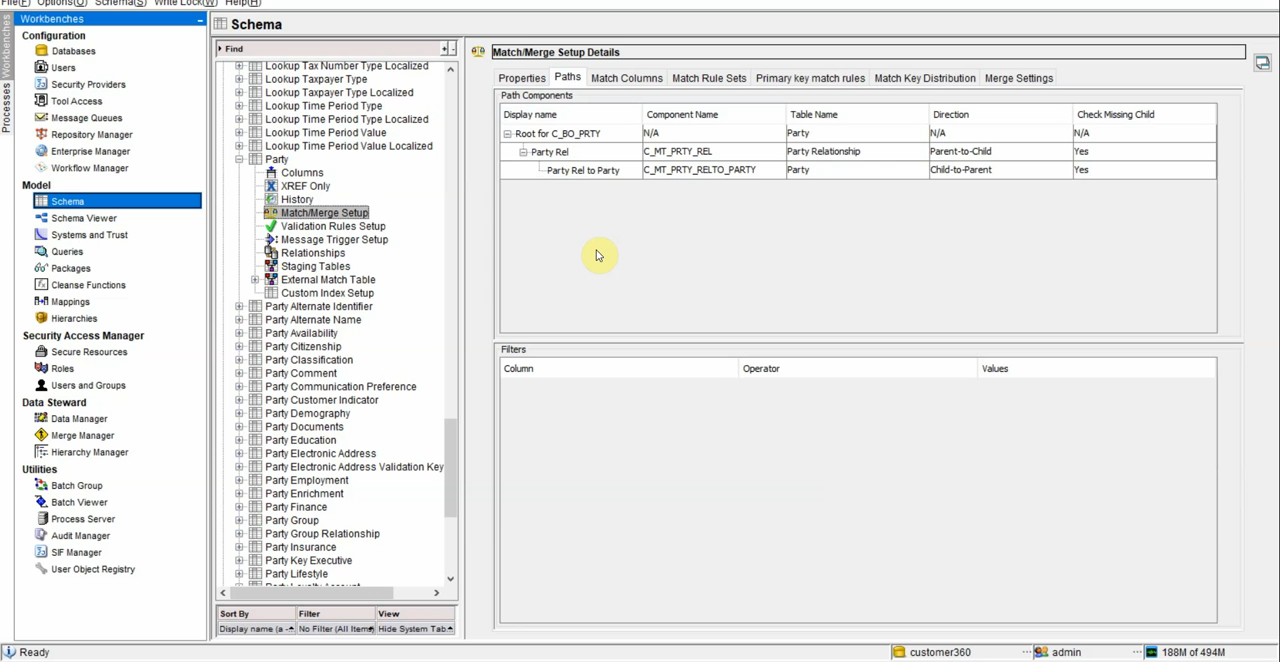 File(F) Options(O) Schema(S) Write Lock(W) Help(H)
Processes Workbenches
Workbenches
Configuration
Databases
Users
Security Providers
Tool Access
Message Queues
Repository Manager
Enterprise Manager
Workflow Manager
Model
Schema
Schema Viewer
Systems and Trust
Queries
Packages
Cleanse Functions
Mappings
Hierarchies
Security Access Manager
Secure Resources
Roles
Users and Groups
Data Steward
Data Manager
Merge Manager
Hierarchy Manager
Utilities
Batch Group
Batch Viewer
Process Server
Audit Manager
SIF Manager
User Object Registry
Schema
Find
Lookup Tax Number Type Localized
Lookup Taxpayer Type
Lookup Taxpayer Type Localized
Lookup Time Period Type
Lookup Time Period Type Localized
Lookup Time Period Value
Lookup Time Period Value Localized
Party
Columns
XREF Only
History
Match/Merge Setup
Validation Rules Setup
Message Trigger Setup
Relationships
Staging Tables
External Match Table
Custom Index Setup
Party Alternate Identifier
Party Alternate Name
Party Availability
Party Citizenship
Party Classification
Party Comment
Party Communication Preference
Party Customer Indicator
Party Demography
Party Documents
Party Education
Party Electronic Address
Party Electronic Address Validation Key
Party Employment
Party Enrichment
Party Finance
Party Group
Party Group Relationship
Party Insurance
Party Key Executive
Party Lifestyle
Sort By Filter View
Display name (a - No Filter (All Items Hide System Tab
Match/Merge Setup Details
Properties Paths Match Columns Match Rule Sets Primary key match rules Match Key Distribution Merge Settings
Path Components
Display name Component Name Table Name Direction Check Missing Child
Root for C_BO_PRTY N/A Party N/A N/A
Party Rel C_MT_PRTY_REL Party Relationship Parent-to-Child Yes
Party Rel to Party C_MT_PRTY_RELTO_PARTY Party Child-to-Parent Yes
Filters
Column Operator Values
Ready customer360 admin 188M of 494M